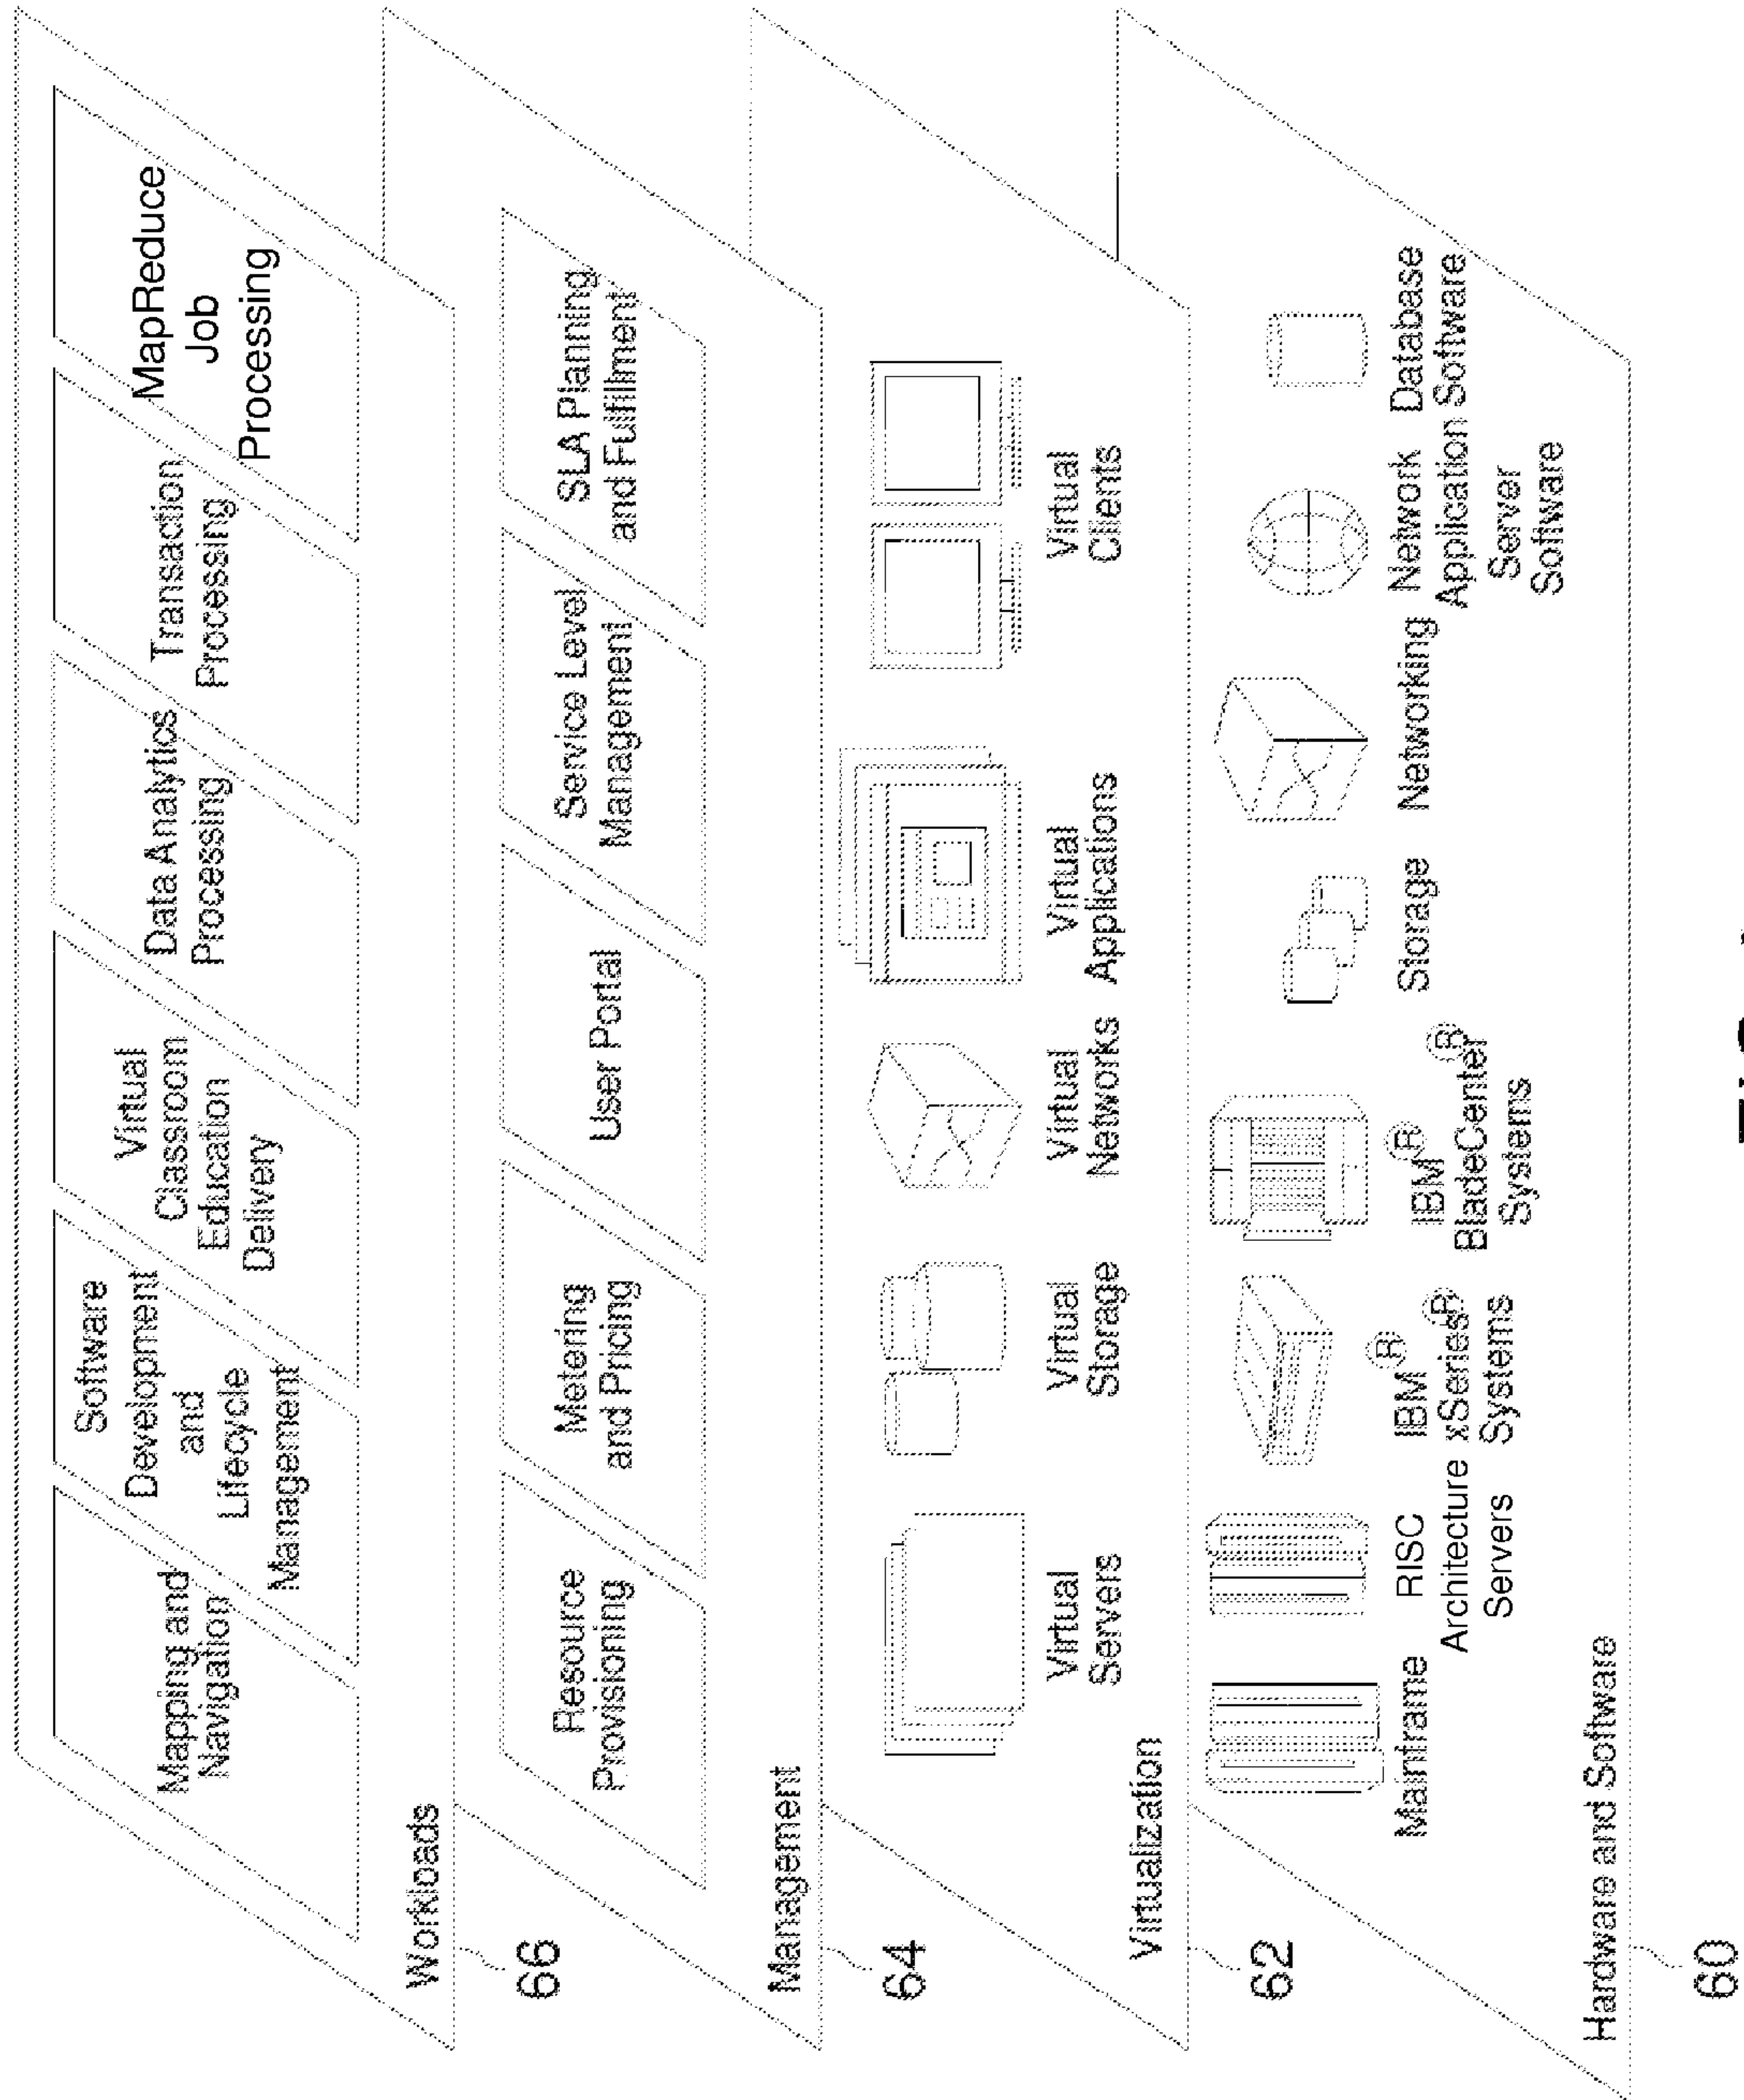 Mapping and
Navigation
Software
Development
and
Lifecycle
Management
Virtual
Classroom
Education
Delivery
Data Analytics
Processing
Transaction
Processing
MapReduce
Job
Processing
Workloads
66
Resource
Provisioning
Metering
and Pricing
User Portal
Service Level
Management
SLA Planning
and Fulfillment
Management
64
Virtual
Servers
Virtual
Storage
Virtual
Networks
Virtual
Applications
Virtual
Clients
Virtualization
62
Mainframe
RISC
Architecture
Servers
IBM®
xSeries®
Systems
IBM®
BladeCenter®
Systems
Storage
Networking
Network
Application
Server
Software
Database
Software
Hardware and Software
60